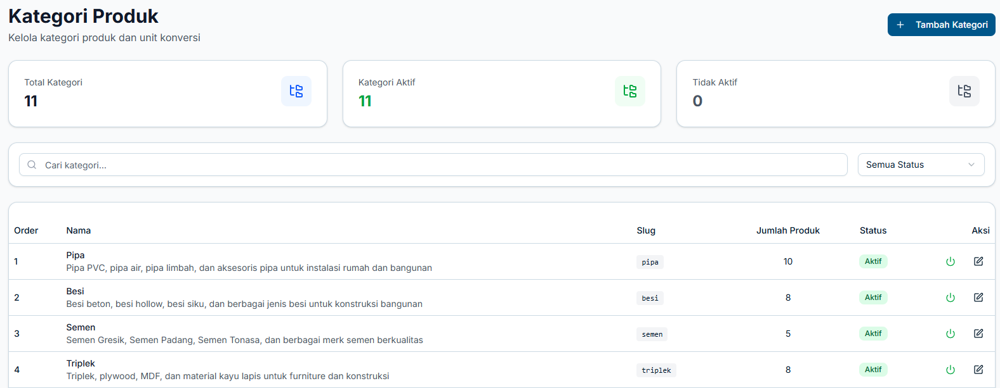 Kategori Produk
Kelola kategori produk dan unit konversi
Tambah Kategori
Total Kategori
11
Kategori Aktif
11
Tidak Aktif
0
Cari kategori...
Semua Status
Order Nama Slug Jumlah Produk Status Aksi
1 Pipa pipa 10 Aktif
Pipa PVC, pipa air, pipa limbah, dan aksesoris pipa untuk instalasi rumah dan bangunan
2 Besi besi 8 Aktif
Besi beton, besi hollow, besi siku, dan berbagai jenis besi untuk konstruksi bangunan
3 Semen semen 5 Aktif
Semen Gresik, Semen Padang, Semen Tonasa, dan berbagai merk semen berkualitas
4 Triplek triplek 8 Aktif
Triplek, plywood, MDF, dan material kayu lapis untuk furniture dan konstruksi